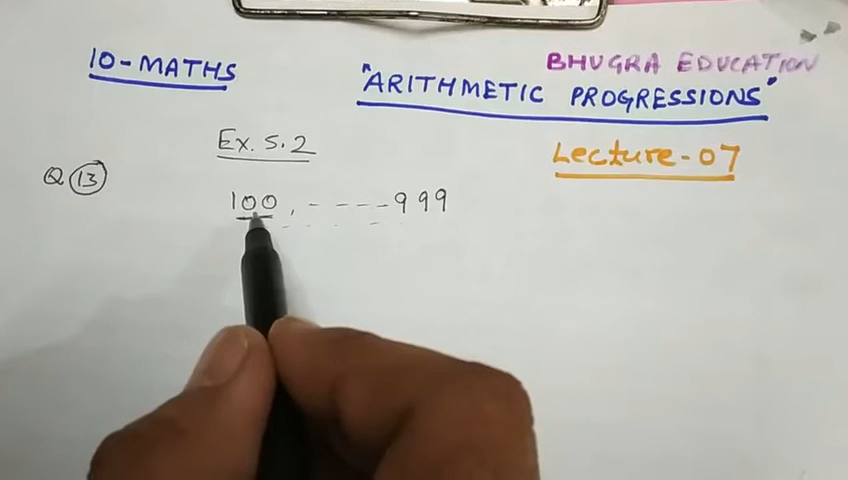 BHUGRA EDUCATION
10-MATHS
"ARITHMETIC PROGRESSIONS"
Ex. 5.2
Lecture-07
Q 13
100, ----- 999